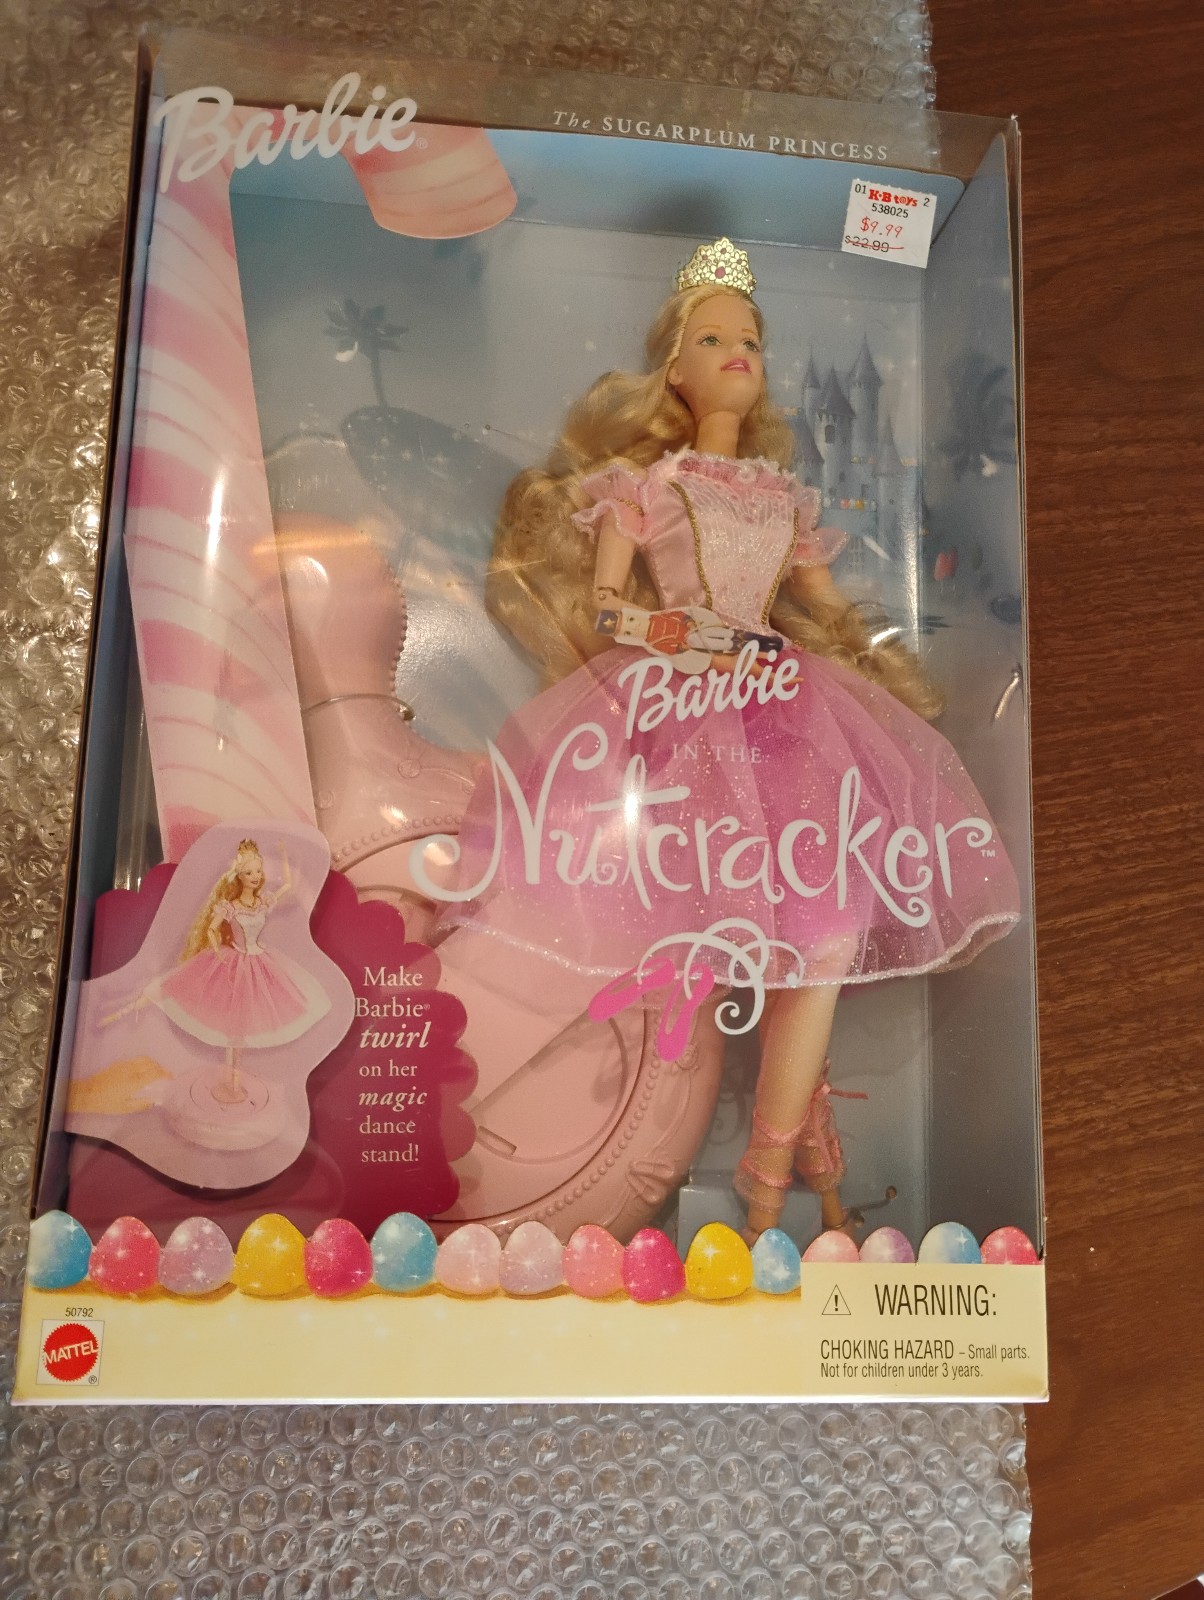 Barbie®
The SUGARPLUM PRINCESS
01 K·B toys 2
538025
$9.99
$22.99
Barbie
IN THE
Nutcracker™
Make
Barbie®
twirl
on her
magic
dance
stand!
50792
MATTEL
®
WARNING:
CHOKING HAZARD – Small parts.
Not for children under 3 years.